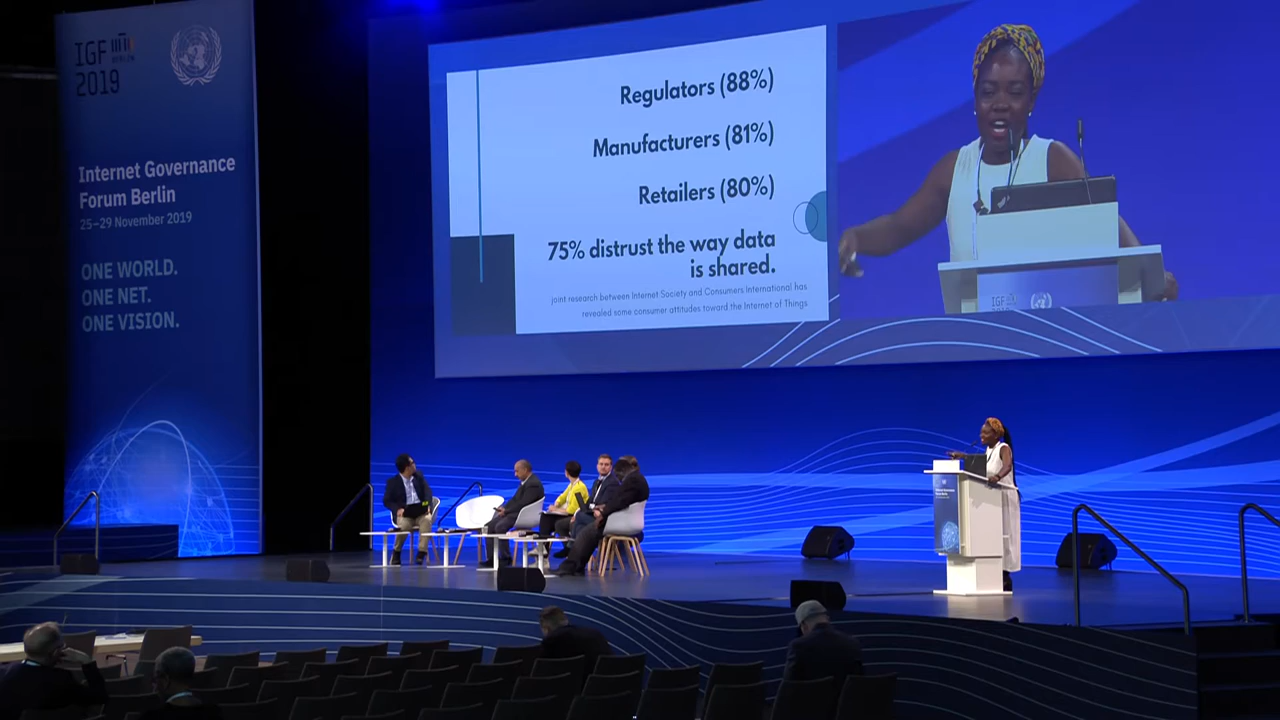 IGF
BERLIN
2019
Internet Governance
Forum Berlin
25–29 November 2019
ONE WORLD.
ONE NET.
ONE VISION.
Regulators (88%)
Manufacturers (81%)
Retailers (80%)
75% distrust the way data
is shared.
joint research between Internet Society and Consumers International has
revealed some consumer attitudes toward the Internet of Things
IGF